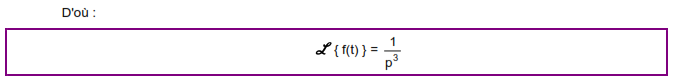 D'où :
ℒ { f(t) } = 1/p³